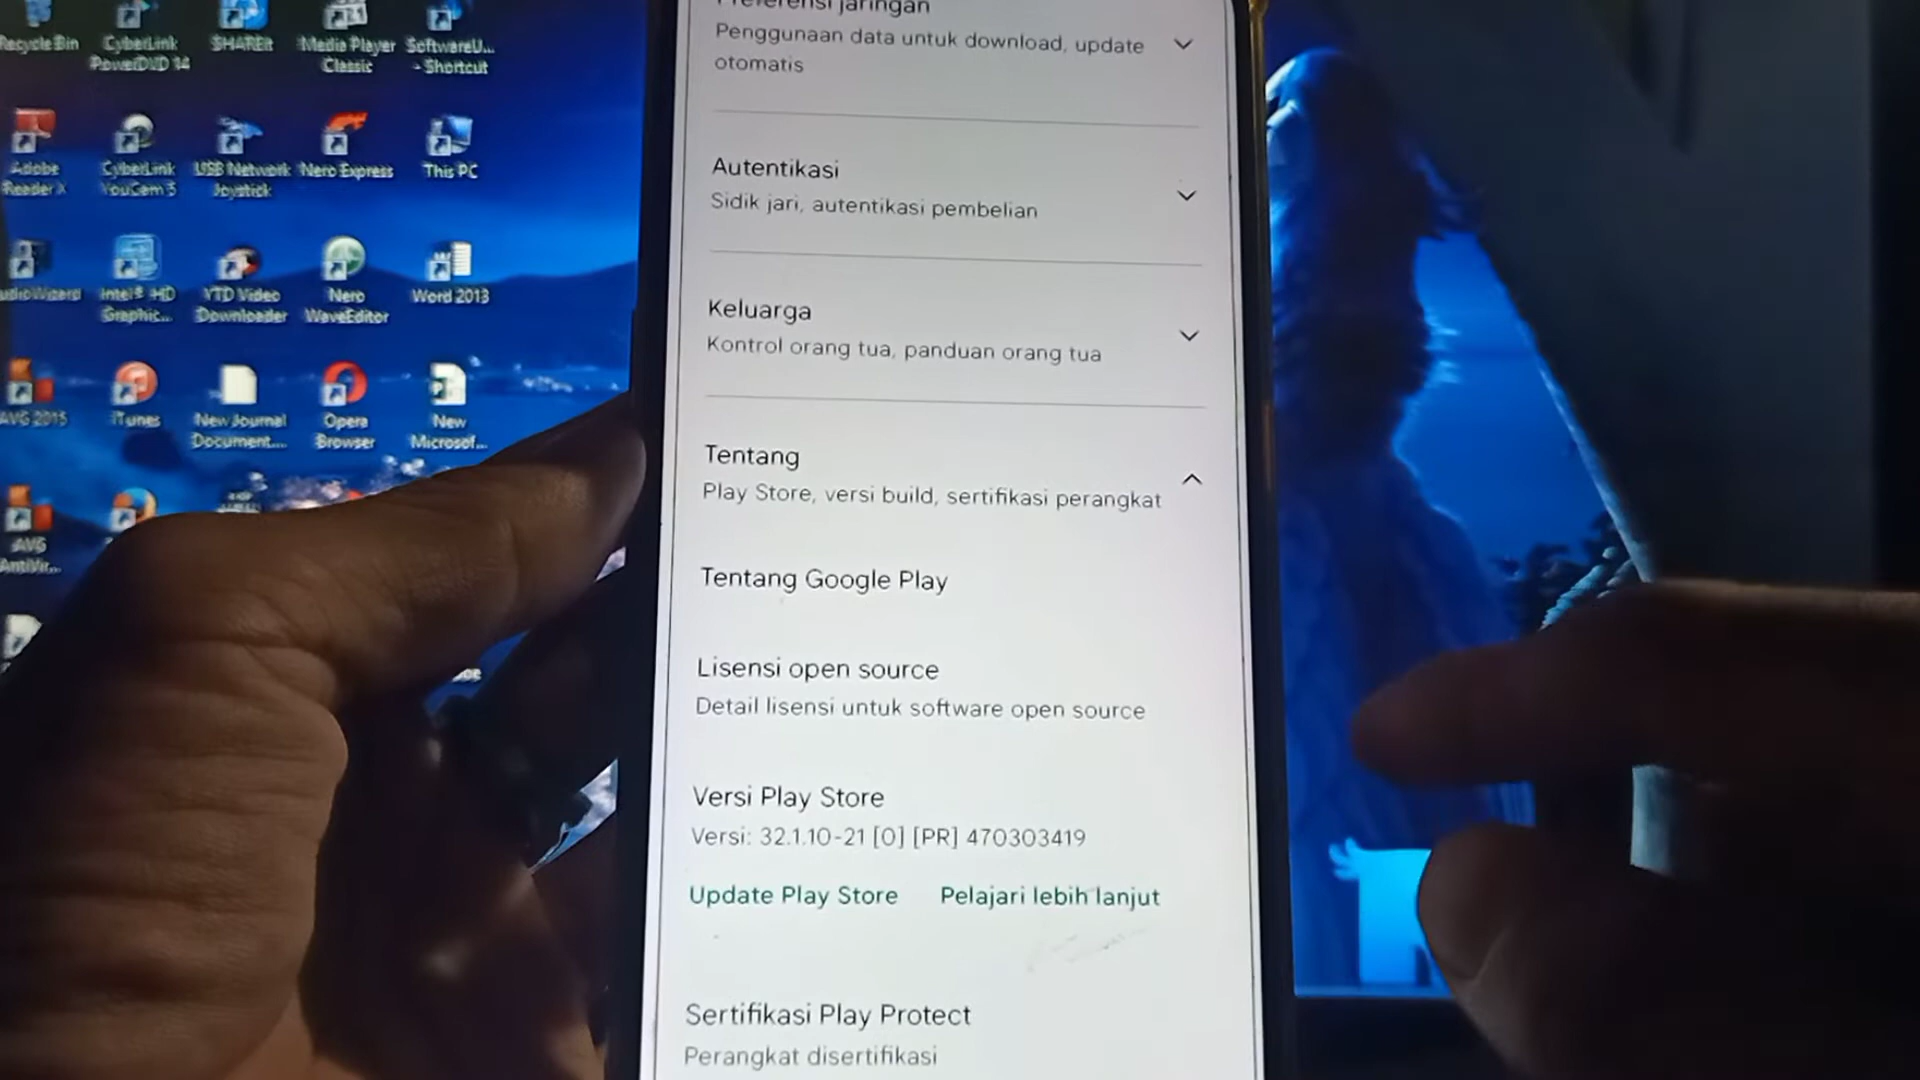 Recycle Bin
CyberLink
PowerDVD 14
SHAREit
Media Player
Classic
SoftwareU...
- Shortcut
Adobe
Reader X
CyberLink
YouCam 5
USB Network
Joystick
Nero Express
This PC
Intel® HD
Graphic...
YTD Video
Downloader
Nero
WaveEditor
Word 2013
AVG 2015
iTunes
New Journal
Document....
Opera
Browser
New
Microsof...
AVG
AntiVir...
Preferensi jaringan
Penggunaan data untuk download, update
otomatis
Autentikasi
Sidik jari, autentikasi pembelian
Keluarga
Kontrol orang tua, panduan orang tua
Tentang
Play Store, versi build, sertifikasi perangkat
Tentang Google Play
Lisensi open source
Detail lisensi untuk software open source
Versi Play Store
Versi: 32.1.10-21 [0] [PR] 470303419
Update Play Store
Pelajari lebih lanjut
Sertifikasi Play Protect
Perangkat disertifikasi